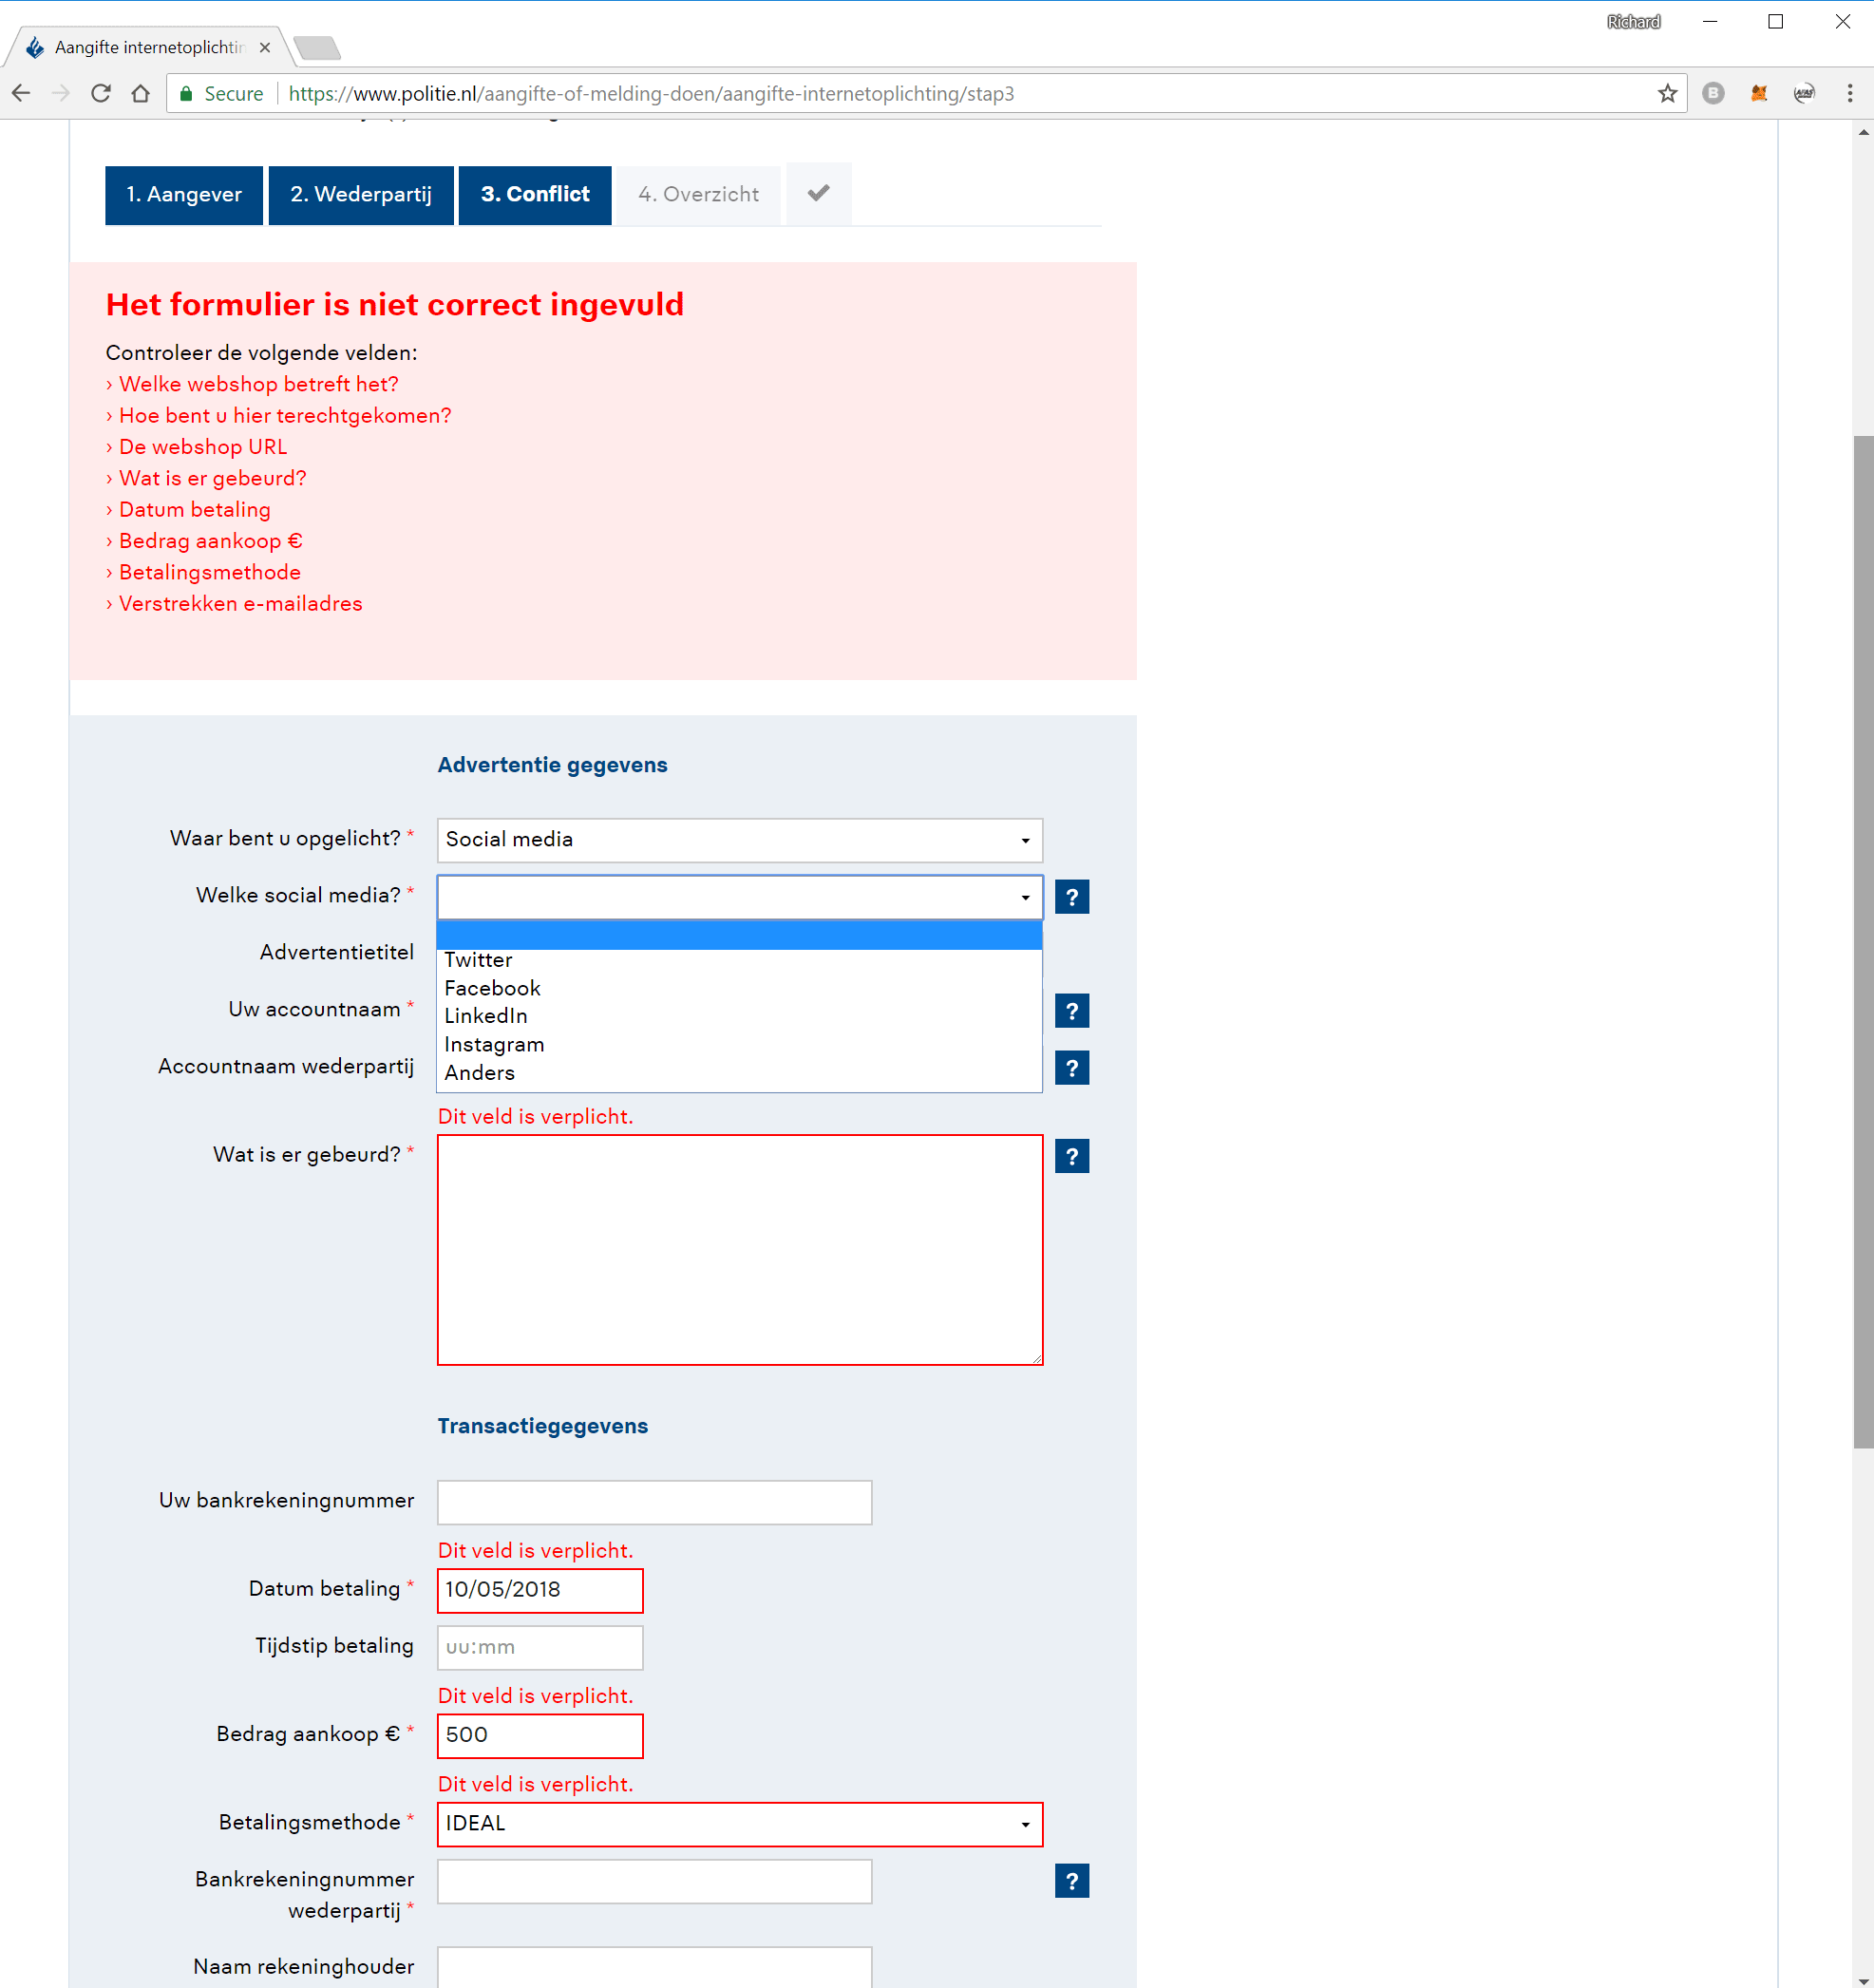 Richard
Aangifte internetoplichtin
Secure https://www.politie.nl/aangifte-of-melding-doen/aangifte-internetoplichting/stap3
B
1. Aangever 2. Wederpartij 3. Conflict 4. Overzicht
Het formulier is niet correct ingevuld
Controleer de volgende velden:
› Welke webshop betreft het?
› Hoe bent u hier terechtgekomen?
› De webshop URL
› Wat is er gebeurd?
› Datum betaling
› Bedrag aankoop €
› Betalingsmethode
› Verstrekken e-mailadres
Advertentie gegevens
Waar bent u opgelicht? * Social media
Welke social media? * ?
Advertentietitel
Twitter
Facebook
Uw accountnaam * ?
LinkedIn
Instagram
Accountnaam wederpartij ?
Anders
Dit veld is verplicht.
Wat is er gebeurd? * ?
Transactiegegevens
Uw bankrekeningnummer
Dit veld is verplicht.
Datum betaling * 10/05/2018
Tijdstip betaling uu:mm
Dit veld is verplicht.
Bedrag aankoop € * 500
Dit veld is verplicht.
Betalingsmethode * IDEAL
Bankrekeningnummer ?
wederpartij *
Naam rekeninghouder